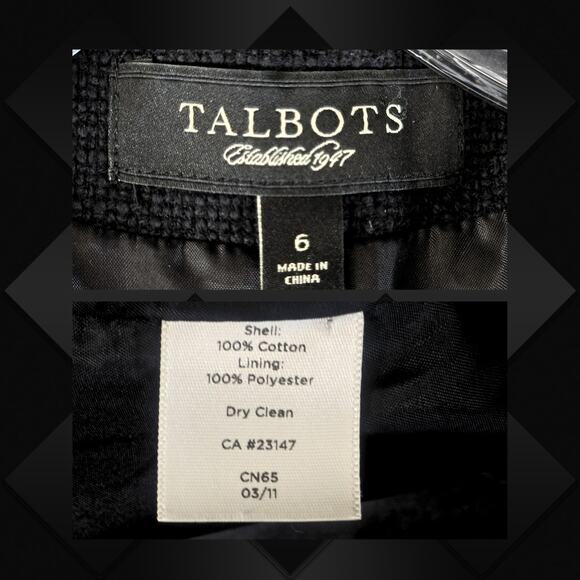 TALBOTS
Established 1947
6
MADE IN
CHINA
Shell:
100% Cotton
Lining:
100% Polyester
Dry Clean
CA #23147
CN65
03/11